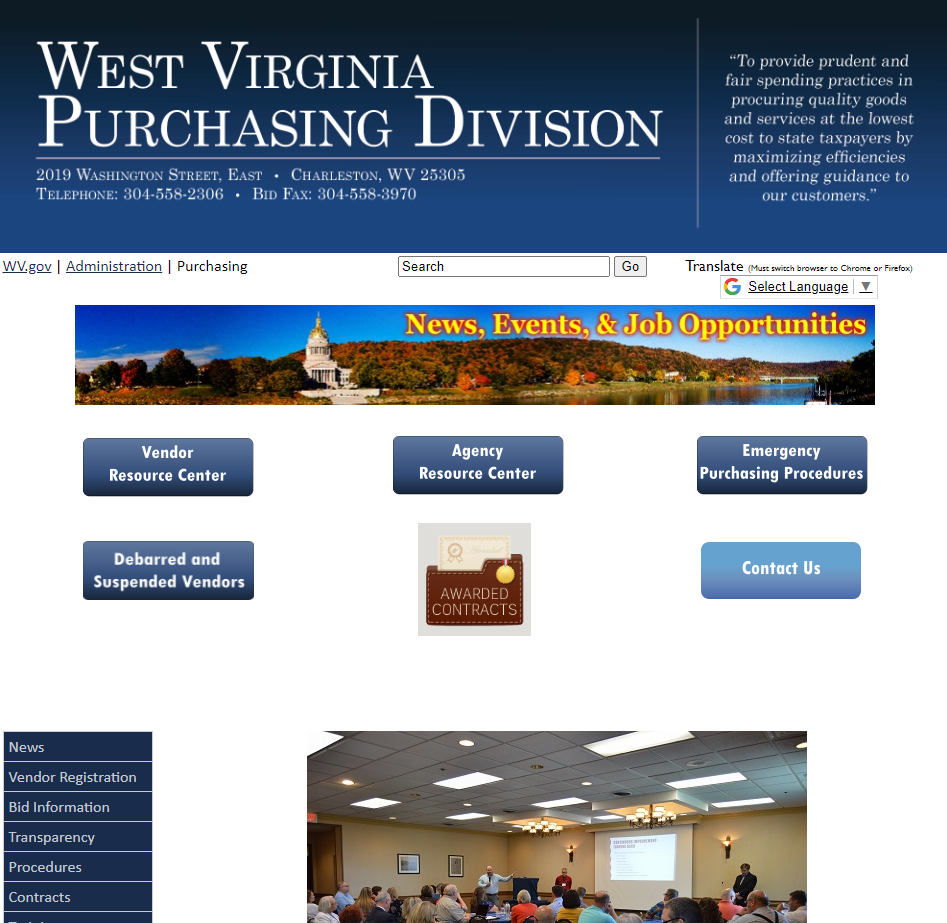 West Virginia
Purchasing Division
2019 Washington Street, East • Charleston, WV 25305
Telephone: 304-558-2306 • Bid Fax: 304-558-3970
“To provide prudent and
fair spending practices in
procuring quality goods
and services at the lowest
cost to state taxpayers by
maximizing efficiencies
and offering guidance to
our customers.”
WV.gov | Administration | Purchasing
Search
Go
Translate (Must switch browser to Chrome or Firefox)
Select Language ▼
News, Events, & Job Opportunities
Vendor
Resource Center
Agency
Resource Center
Emergency
Purchasing Procedures
Debarred and
Suspended Vendors
AWARDED
CONTRACTS
Contact Us
News
Vendor Registration
Bid Information
Transparency
Procedures
Contracts